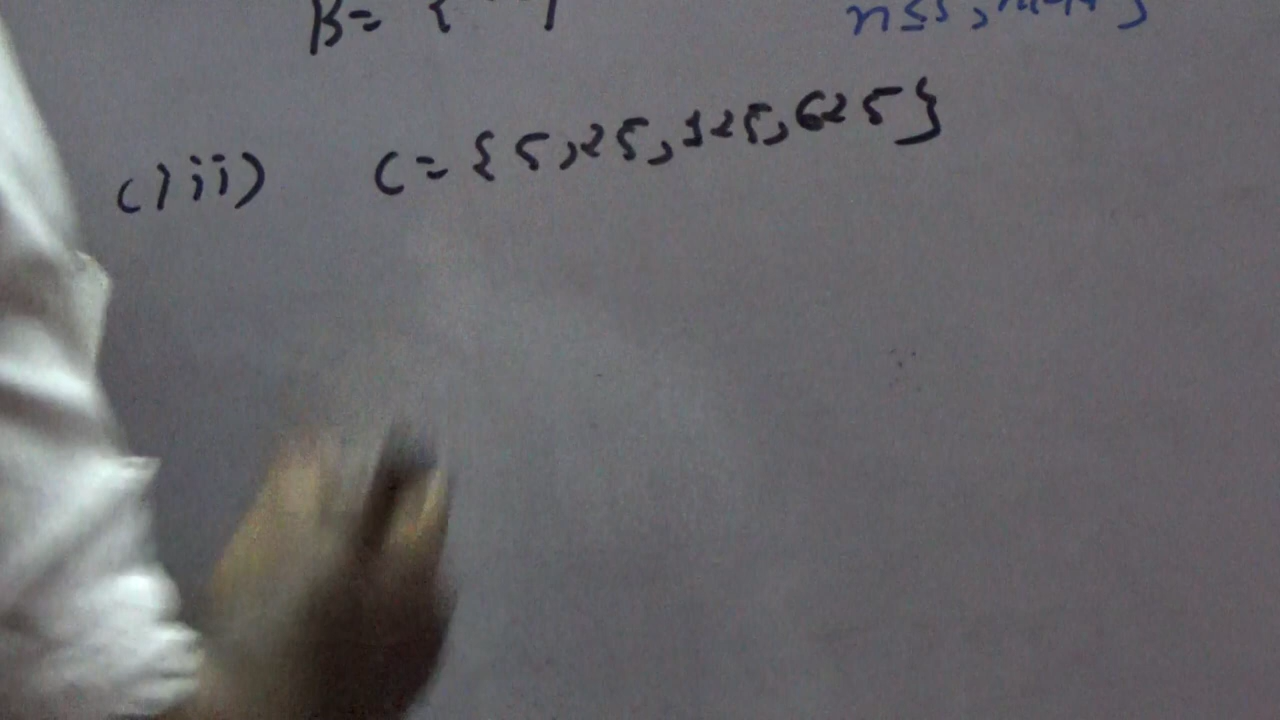 B= {
n≤5,
(iii) C= {5,25,125,625}